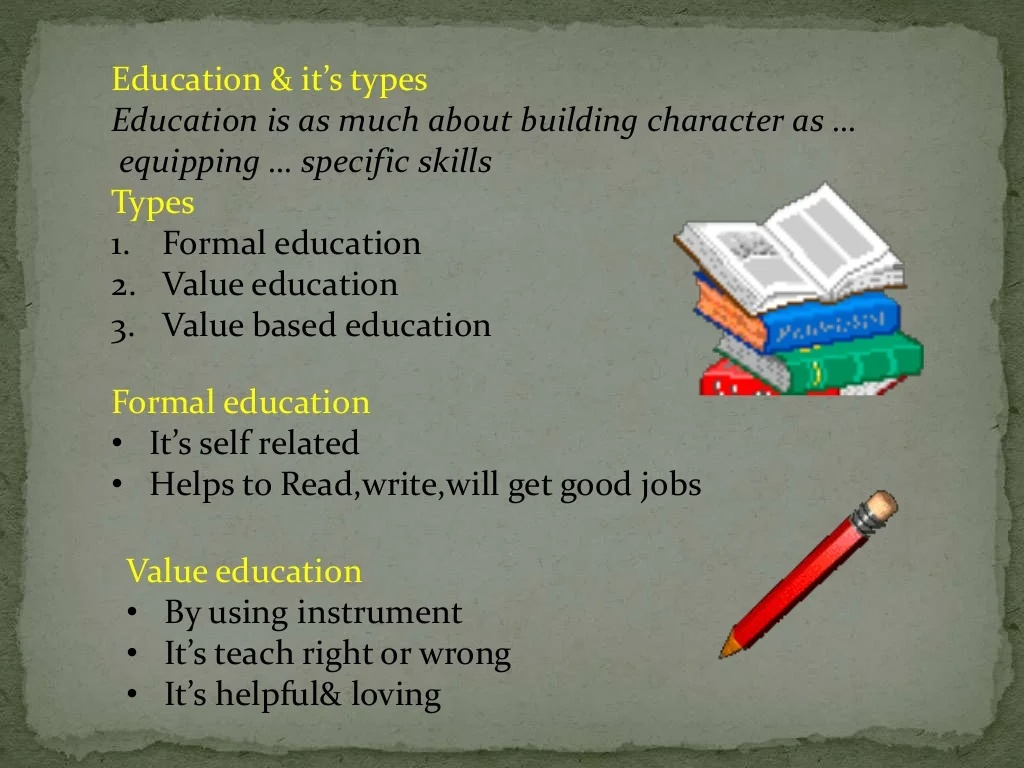 Education & it's types
Education is as much about building character as ...
equipping ... specific skills
Types
1. Formal education
2. Value education
3. Value based education
Formal education
• It's self related
• Helps to Read,write,will get good jobs
Value education
• By using instrument
• It's teach right or wrong
• It's helpful& loving